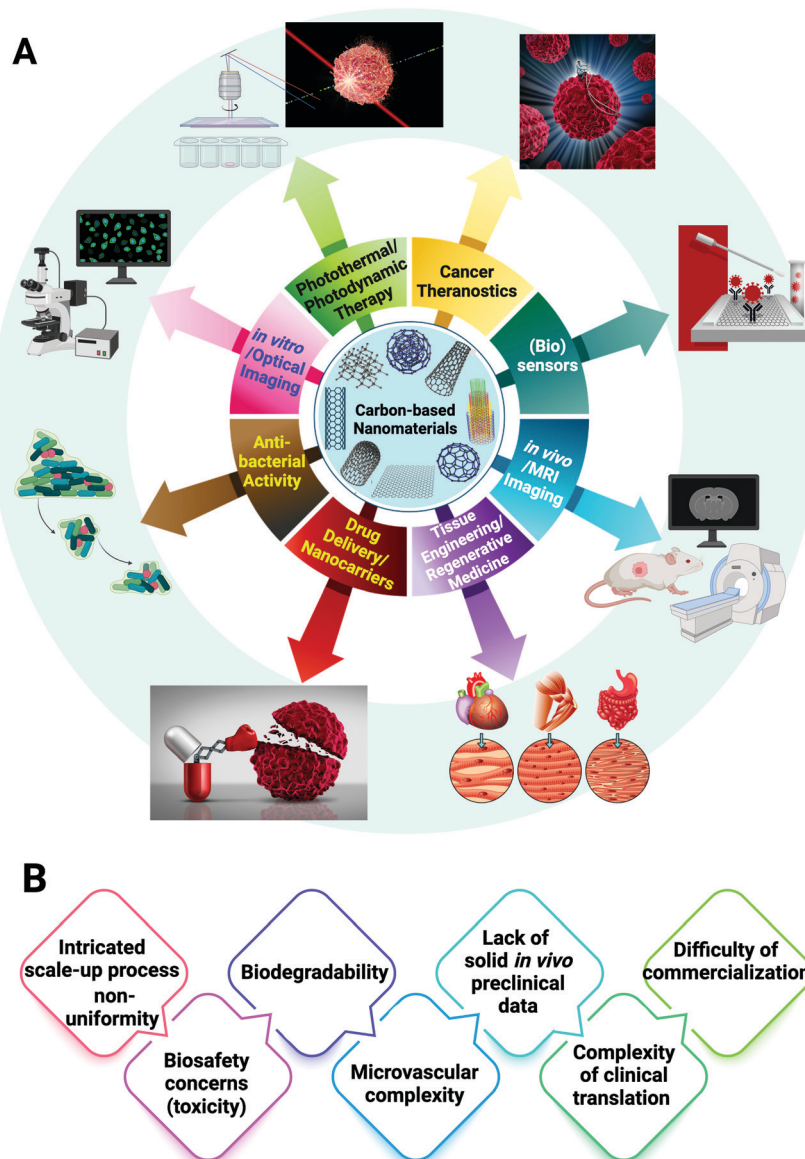 A
Photothermal/
Photodynamic
Therapy
Cancer
Theranostics
(Bio)
sensors
in vivo
/MRI
Imaging
Tissue
Engineering/
Regenerative
Medicine
Drug
Delivery/
Nanocarriers
Anti-
bacterial
Activity
in vitro
/Optical
Imaging
Carbon-based
Nanomaterials
B
Intricated
scale-up process
non-
uniformity
Biosafety
concerns
(toxicity)
Biodegradability
Microvascular
complexity
Lack of
solid in vivo
preclinical
data
Complexity
of clinical
translation
Difficulty of
commercialization